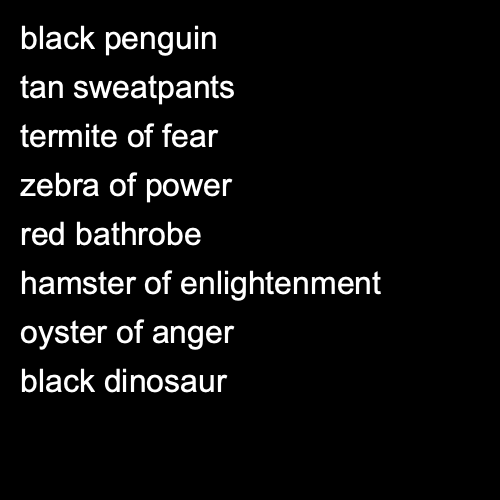 black penguin
tan sweatpants
termite of fear
zebra of power
red bathrobe
hamster of enlightenment
oyster of anger
black dinosaur